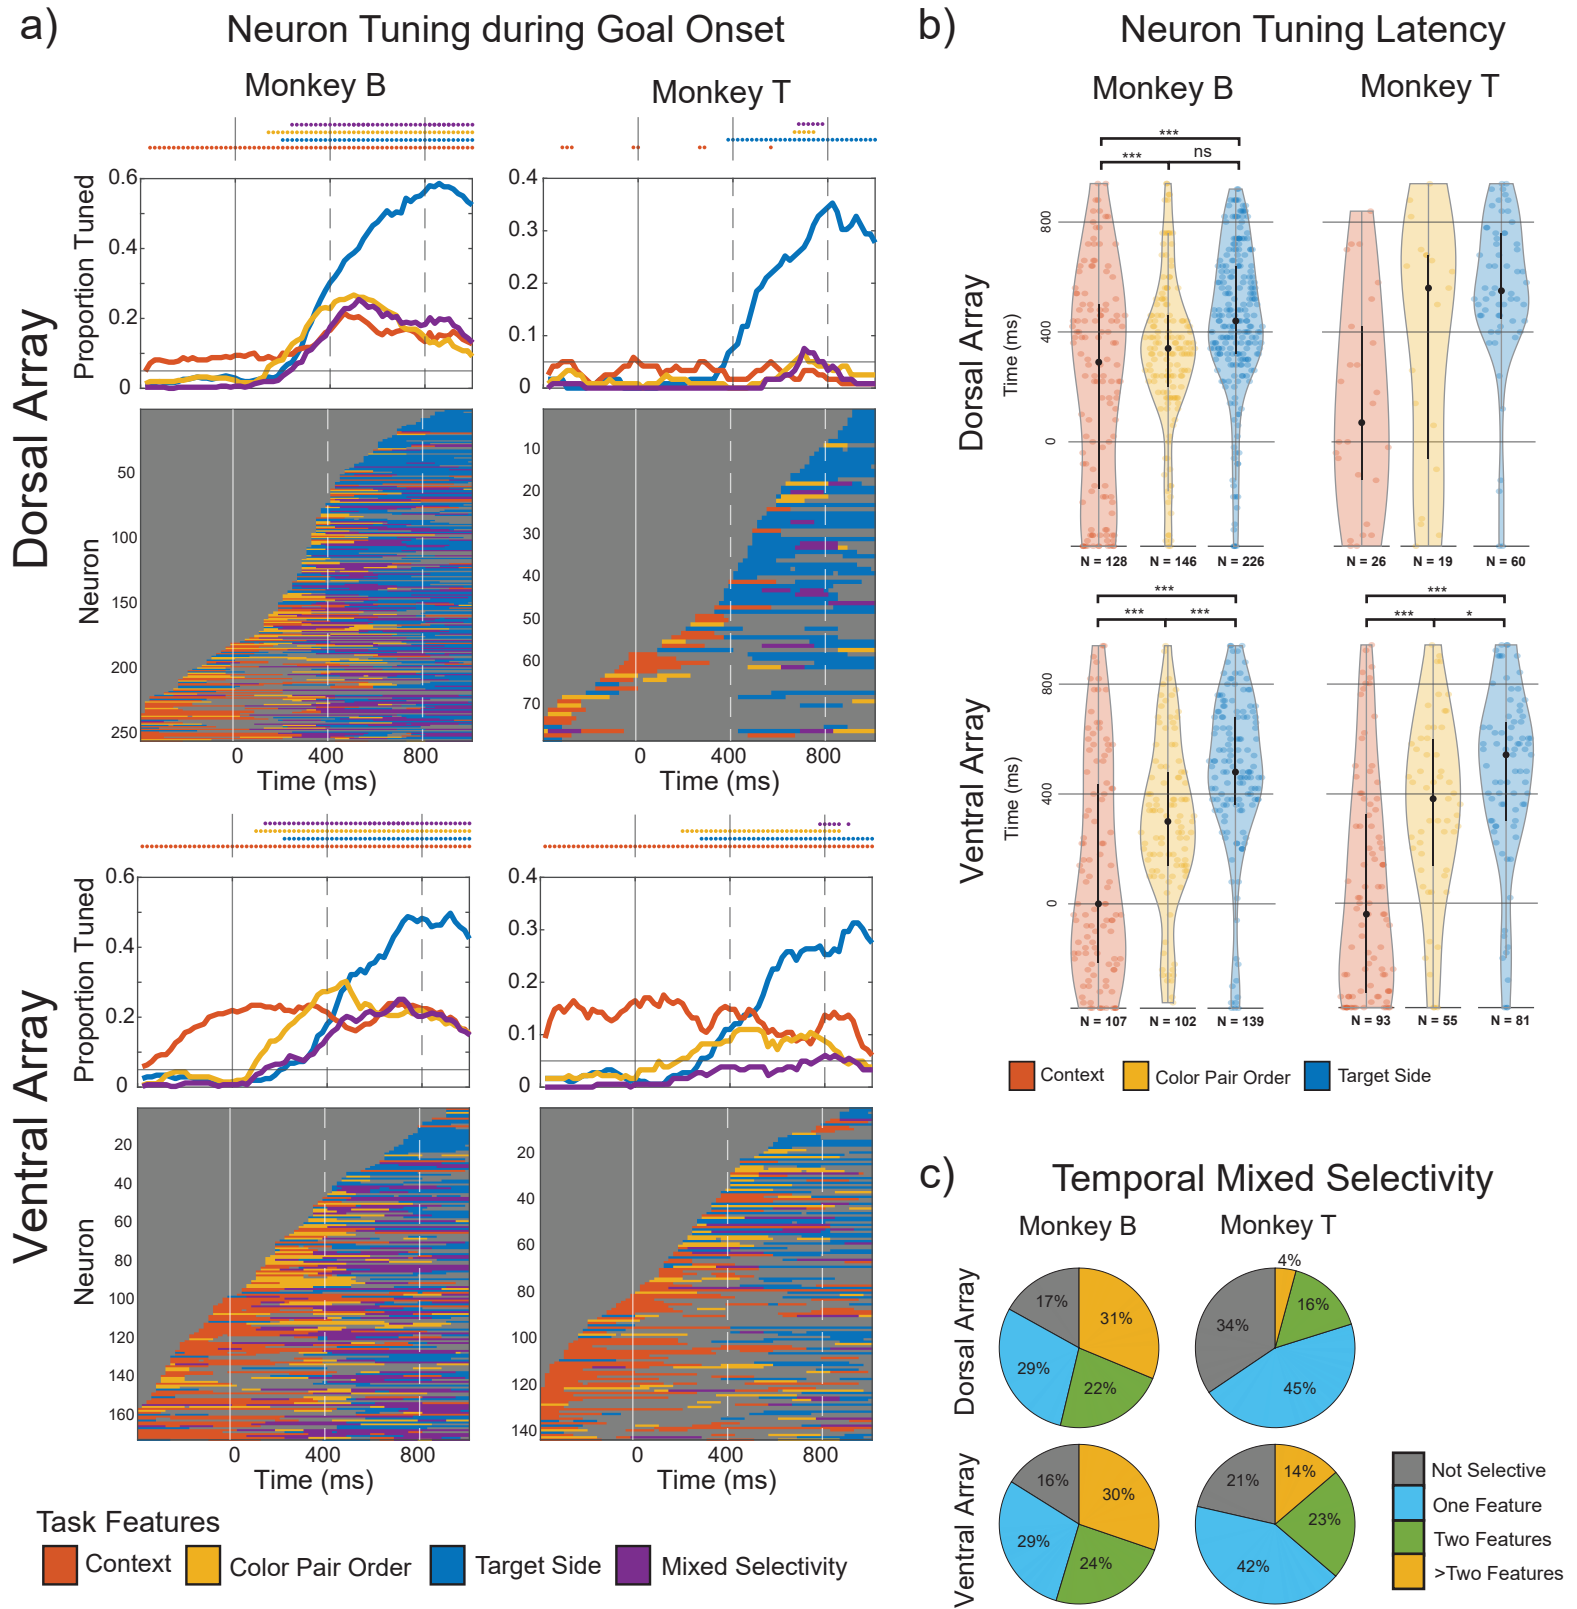 a)
Neuron Tuning during Goal Onset
Monkey B
Monkey T
Dorsal Array
Proportion Tuned
0.6
0.4
0.2
0
0.4
0.3
0.2
0.1
0
Neuron
50
100
150
200
250
10
20
30
40
50
60
70
0 400 800
Time (ms)
0 400 800
Time (ms)
Ventral Array
Proportion Tuned
0.6
0.4
0.2
0
0.4
0.3
0.2
0.1
0
Neuron
20
40
60
80
100
120
140
160
20
40
60
80
100
120
140
0 400 800
Time (ms)
0 400 800
Time (ms)
Task Features
Context
Color Pair Order
Target Side
Mixed Selectivity
b)
Neuron Tuning Latency
Monkey B
Monkey T
Dorsal Array
Time (ms)
800
400
0
***
*** ns
N = 128 N = 146 N = 226
N = 26 N = 19 N = 60
Ventral Array
Time (ms)
800
400
0
***
*** ***
***
*** *
N = 107 N = 102 N = 139
N = 93 N = 55 N = 81
Context
Color Pair Order
Target Side
c)
Temporal Mixed Selectivity
Monkey B
Monkey T
Dorsal Array
17%
31%
29%
22%
4%
16%
34%
45%
Ventral Array
16%
30%
29%
24%
14%
21%
23%
42%
Not Selective
One Feature
Two Features
>Two Features